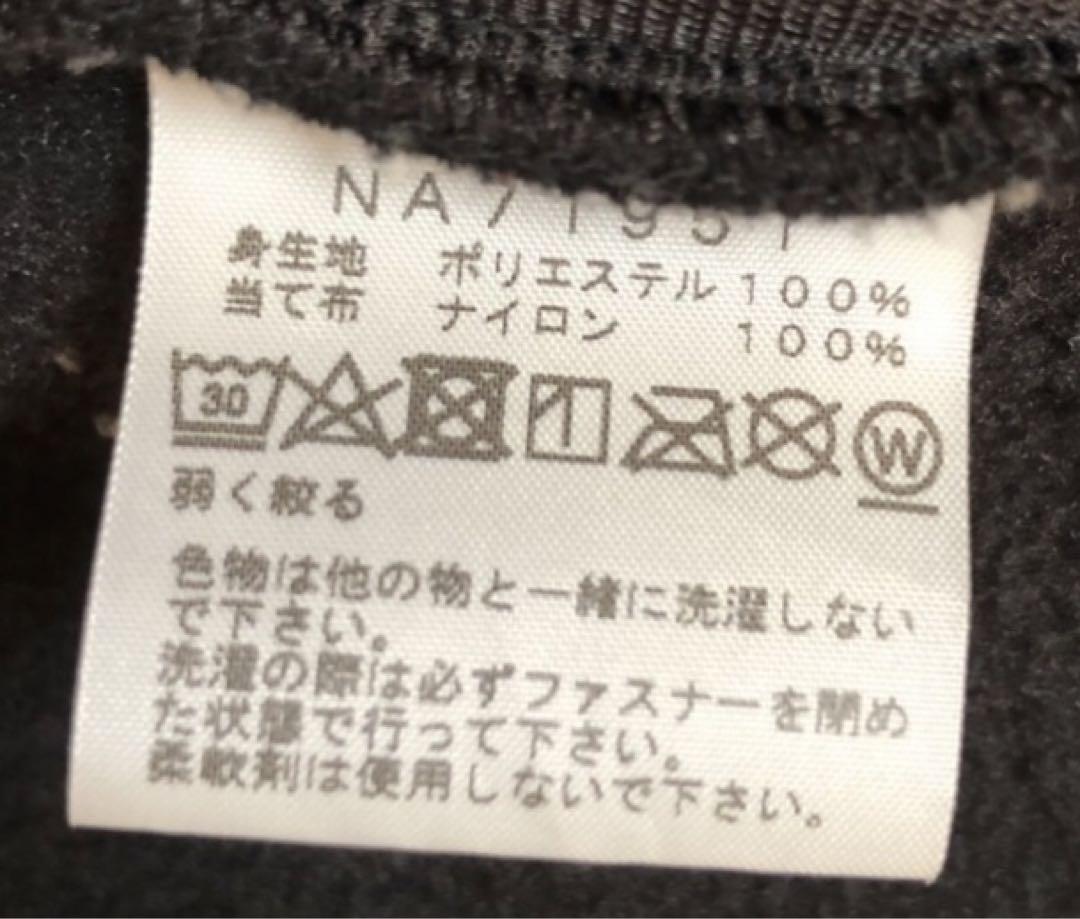 NA71951
身生地 ポリエステル 100%
当て布 ナイロン 100%
30 W
弱く絞る
色物は他の物と一緒に洗濯しない
で下さい。
洗濯の際は必ずファスナーを閉め
た状態で行って下さい。
柔軟剤は使用しないで下さい。